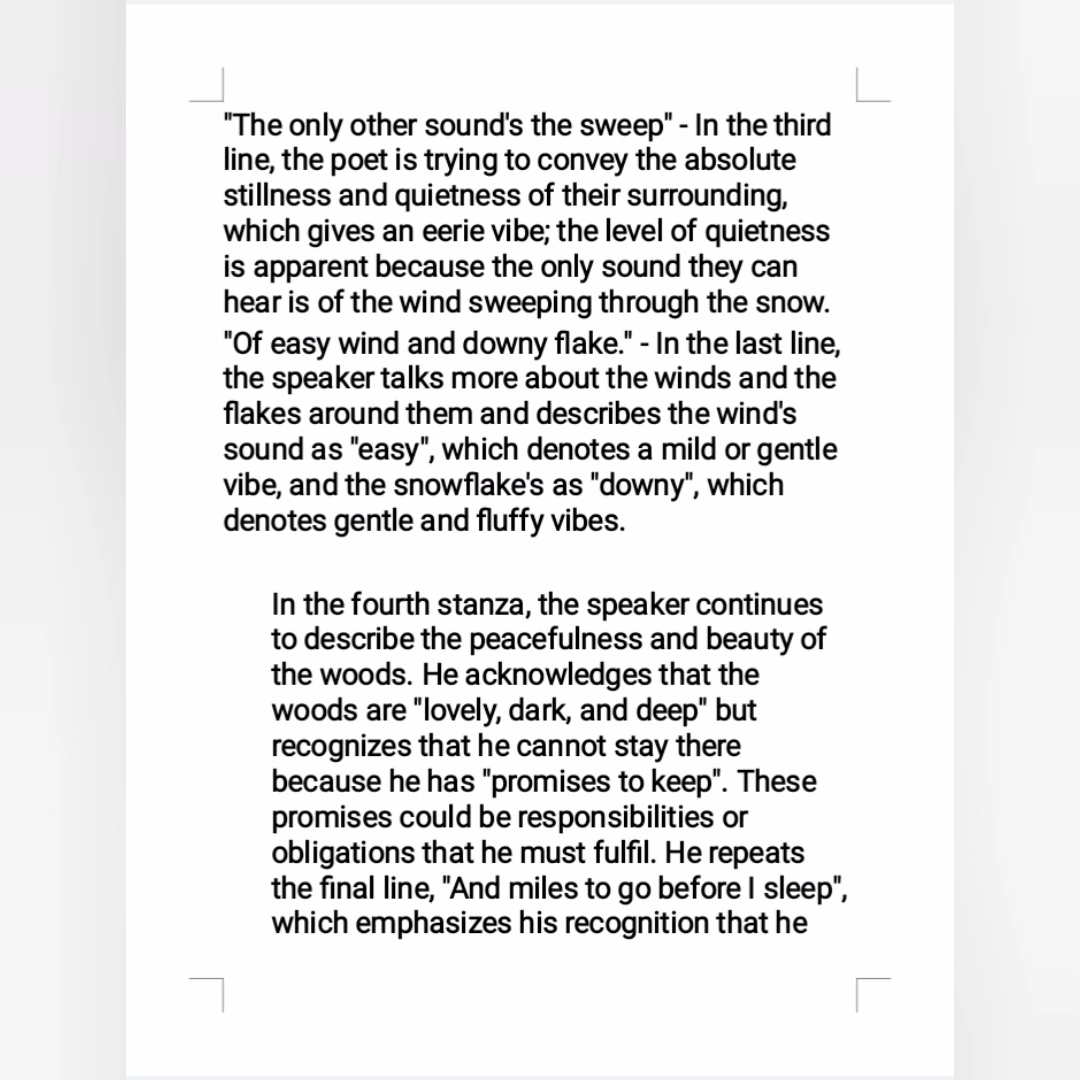 "The only other sound's the sweep" - In the third
line, the poet is trying to convey the absolute
stillness and quietness of their surrounding,
which gives an eerie vibe; the level of quietness
is apparent because the only sound they can
hear is of the wind sweeping through the snow.
"Of easy wind and downy flake." - In the last line,
the speaker talks more about the winds and the
flakes around them and describes the wind's
sound as "easy", which denotes a mild or gentle
vibe, and the snowflake's as "downy", which
denotes gentle and fluffy vibes.
In the fourth stanza, the speaker continues
to describe the peacefulness and beauty of
the woods. He acknowledges that the
woods are "lovely, dark, and deep" but
recognizes that he cannot stay there
because he has "promises to keep". These
promises could be responsibilities or
obligations that he must fulfil. He repeats
the final line, "And miles to go before I sleep",
which emphasizes his recognition that he